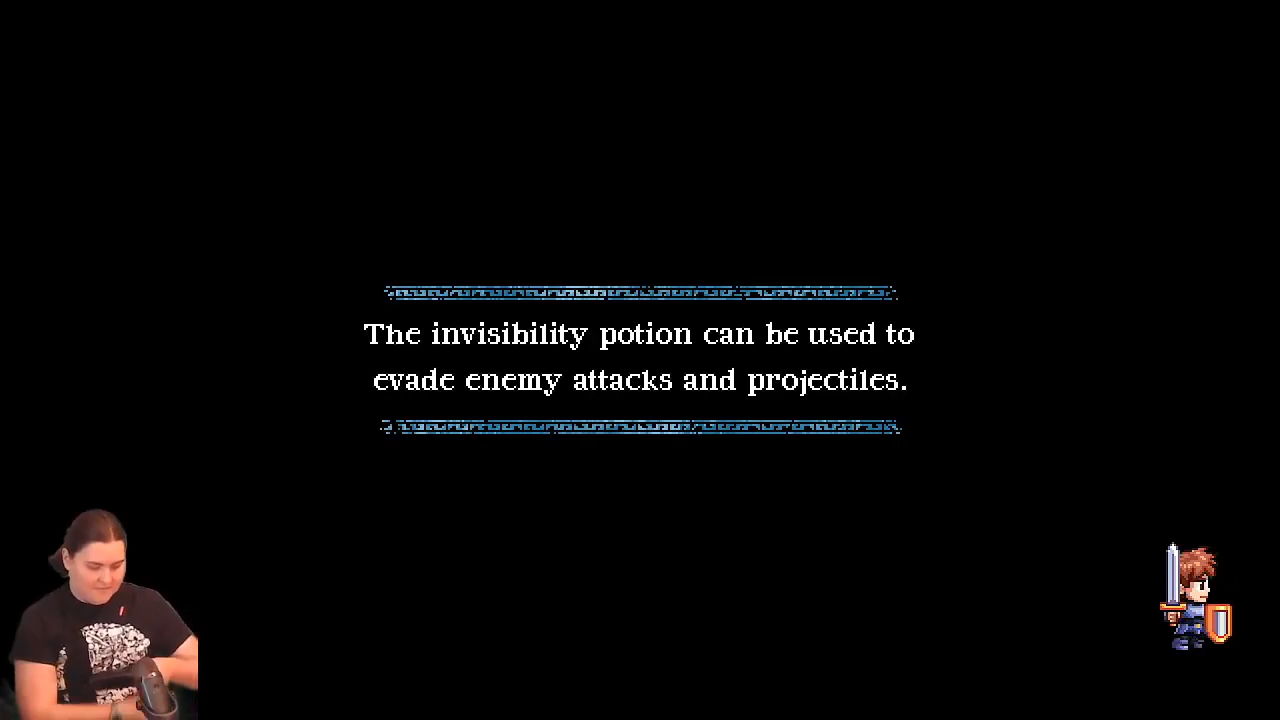 The invisibility potion can be used to
evade enemy attacks and projectiles.